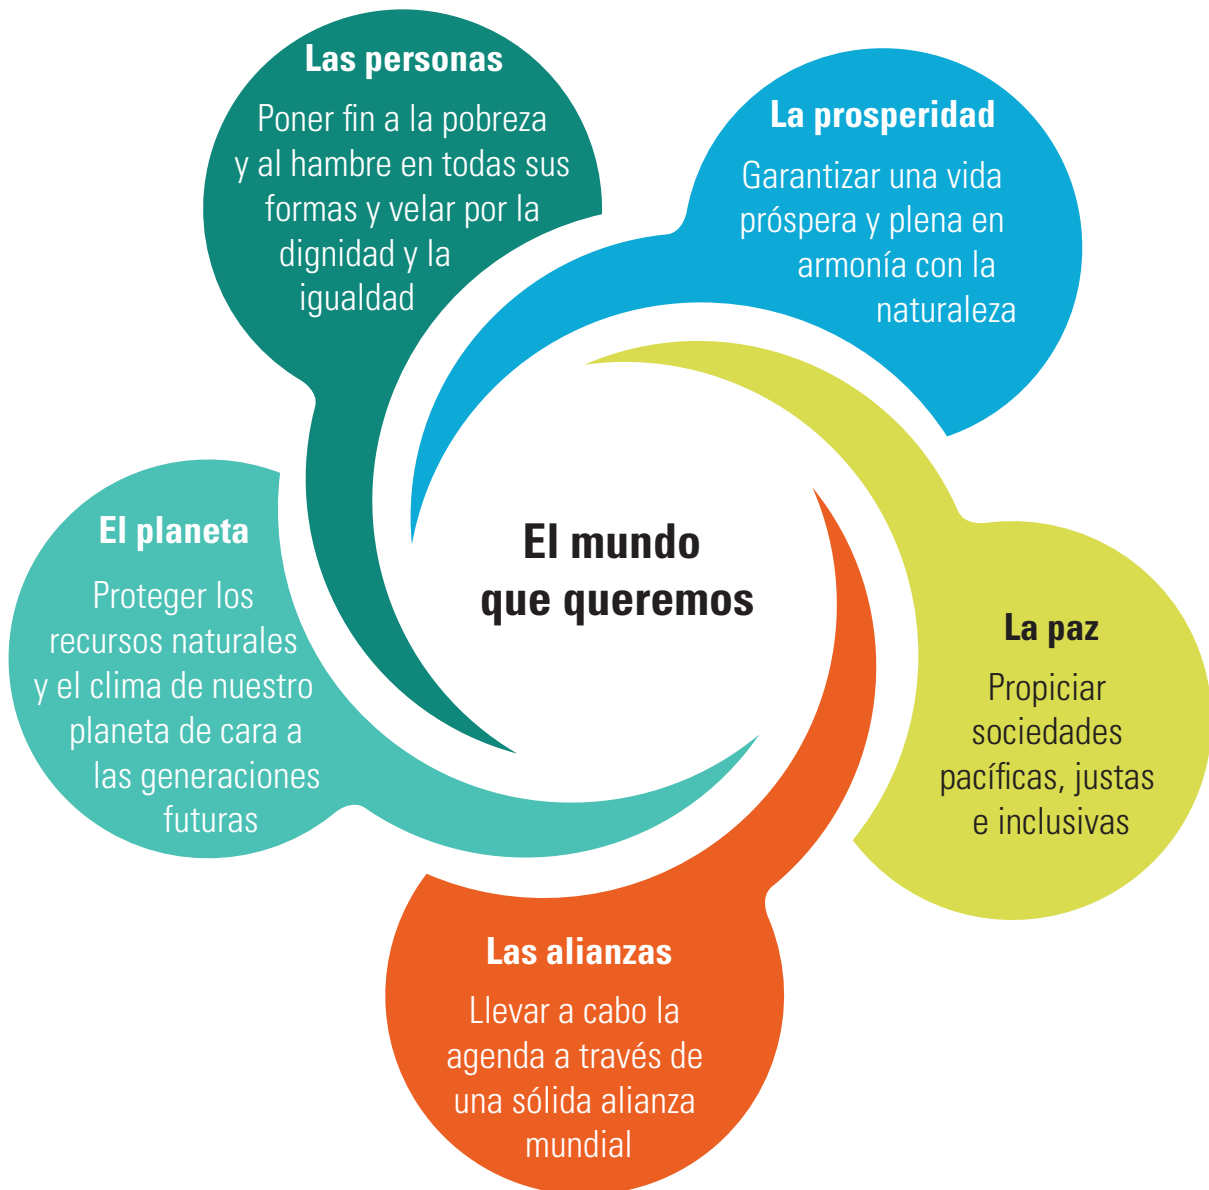 Las personas
Poner fin a la pobreza
y al hambre en todas sus
formas y velar por la
dignidad y la
igualdad
La prosperidad
Garantizar una vida
próspera y plena en
armonía con la
naturaleza
El planeta
Proteger los
recursos naturales
y el clima de nuestro
planeta de cara a
las generaciones
futuras
El mundo
que queremos
La paz
Propiciar
sociedades
pacíficas, justas
e inclusivas
Las alianzas
Llevar a cabo la
agenda a través de
una sólida alianza
mundial